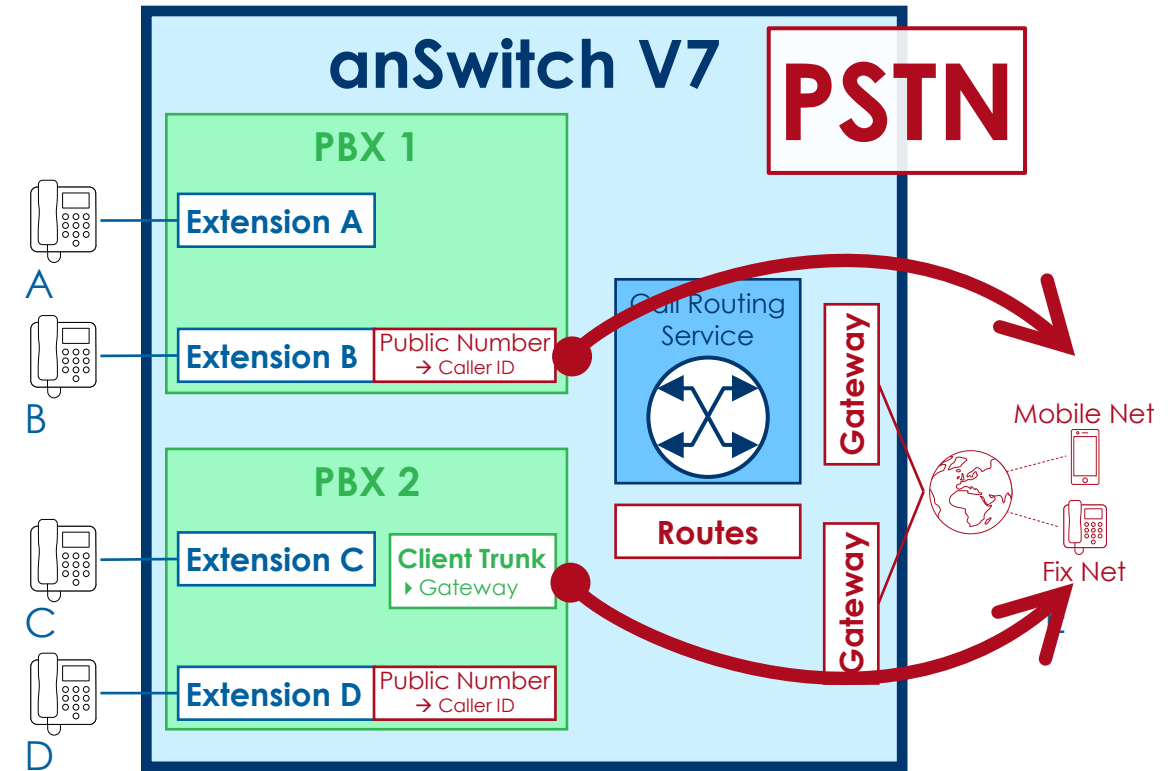 anSwitch V7
PSTN
PBX 1
Extension A
A
Extension B
Public Number
→ Caller ID
B
Call Routing
Service
Gateway
Mobile Net
PBX 2
Extension C
Client Trunk
Gateway
C
Routes
Gateway
Fix Net
Extension D
Public Number
→ Caller ID
D